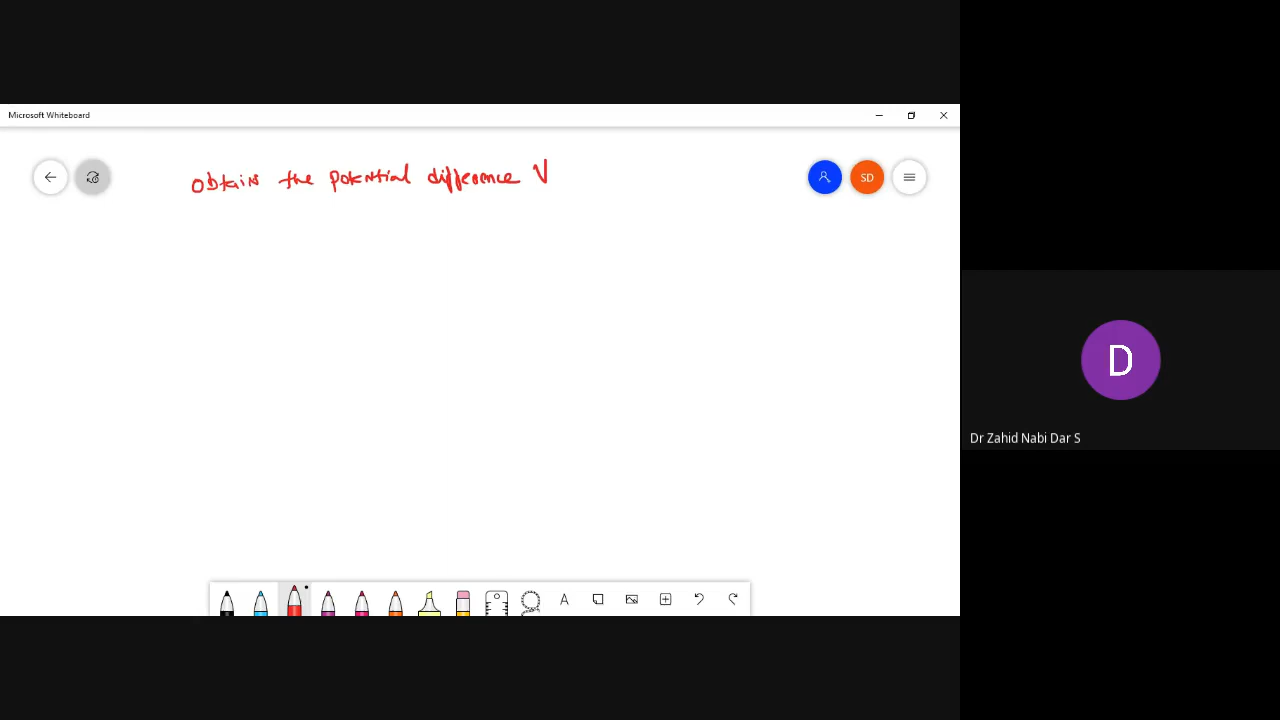 Microsoft Whiteboard
obtain the potential difference V
SD
A
D
Dr Zahid Nabi Dar S